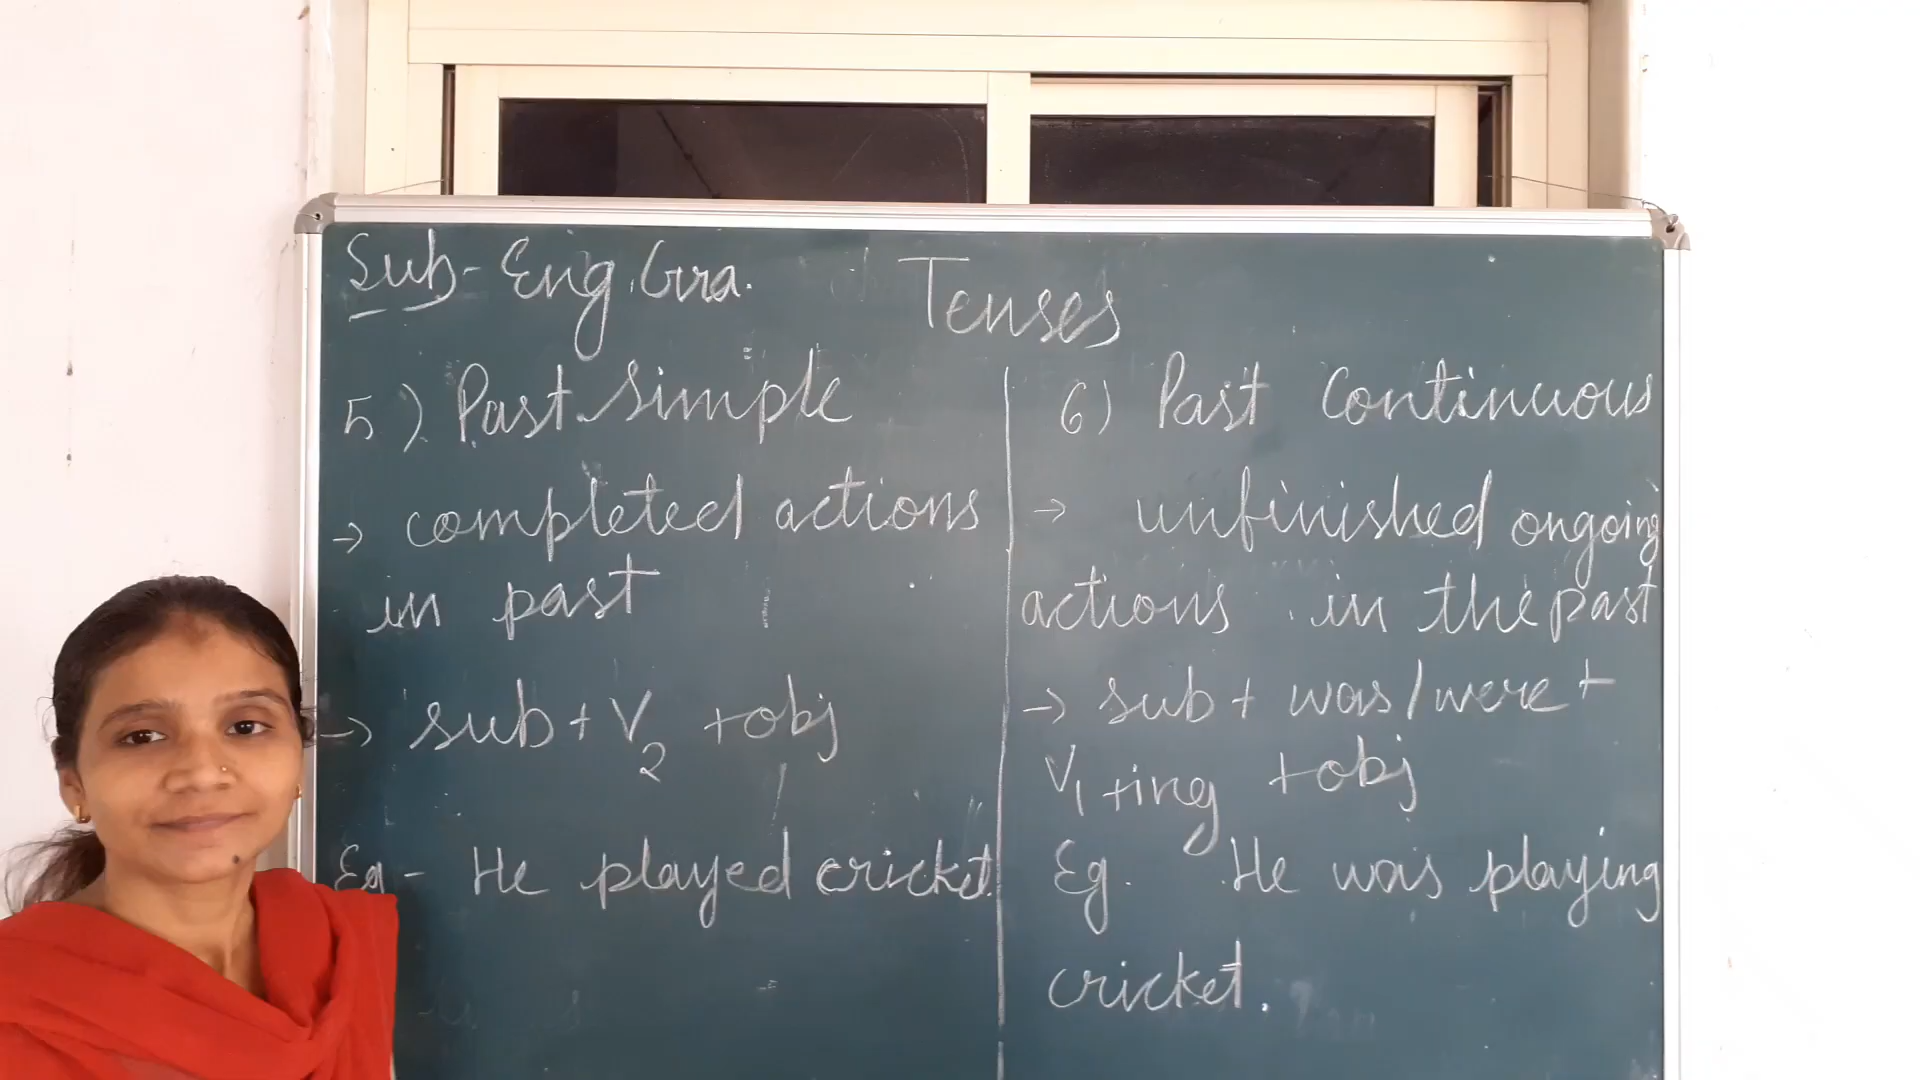 Sub- Eng. Gra.
Tenses
5) Past Simple
→ completed actions
in past
→ sub + V2 + obj
Eg - He played cricket.
6) Past Continuous
→ unfinished ongoing
actions in the past
→ sub + was/were +
V1 + ing + obj
Eg. He was playing
cricket.